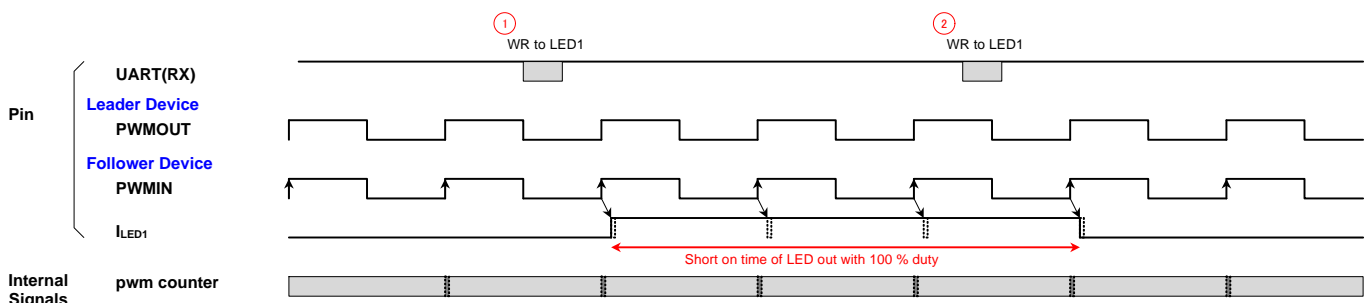 1
2
WR to LED1
WR to LED1
UART(RX)
Pin
Leader Device
PWMOUT
Follower Device
PWMIN
ILED1
Short on time of LED out with 100 % duty
Internal
Signals
pwm counter